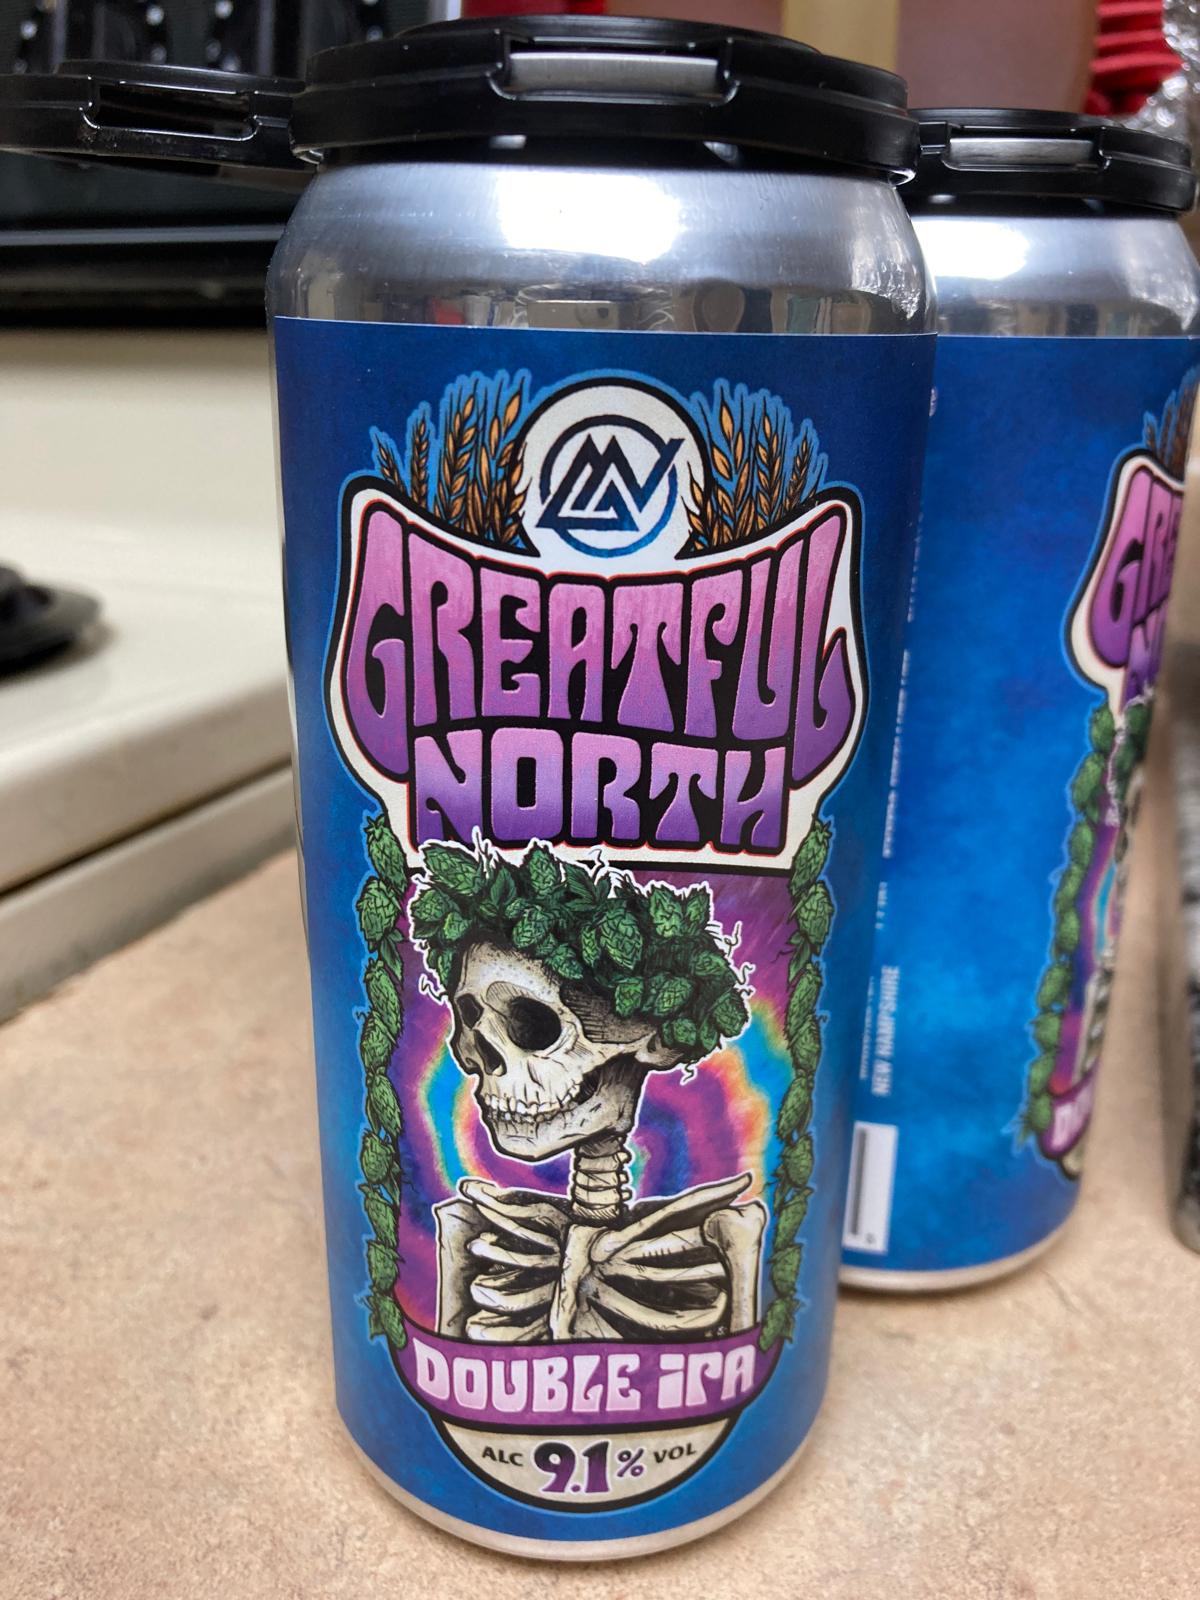 GREATFUL
NORTH
DOUBLE IPA
ALC 9.1% VOL
NEW HAMPSHIRE